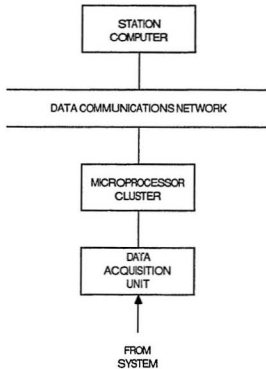 STATION
COMPUTER
DATA COMMUNICATIONS NETWORK
MICROPROCESSOR
CLUSTER
DATA
ACQUISITION
UNIT
FROM
SYSTEM